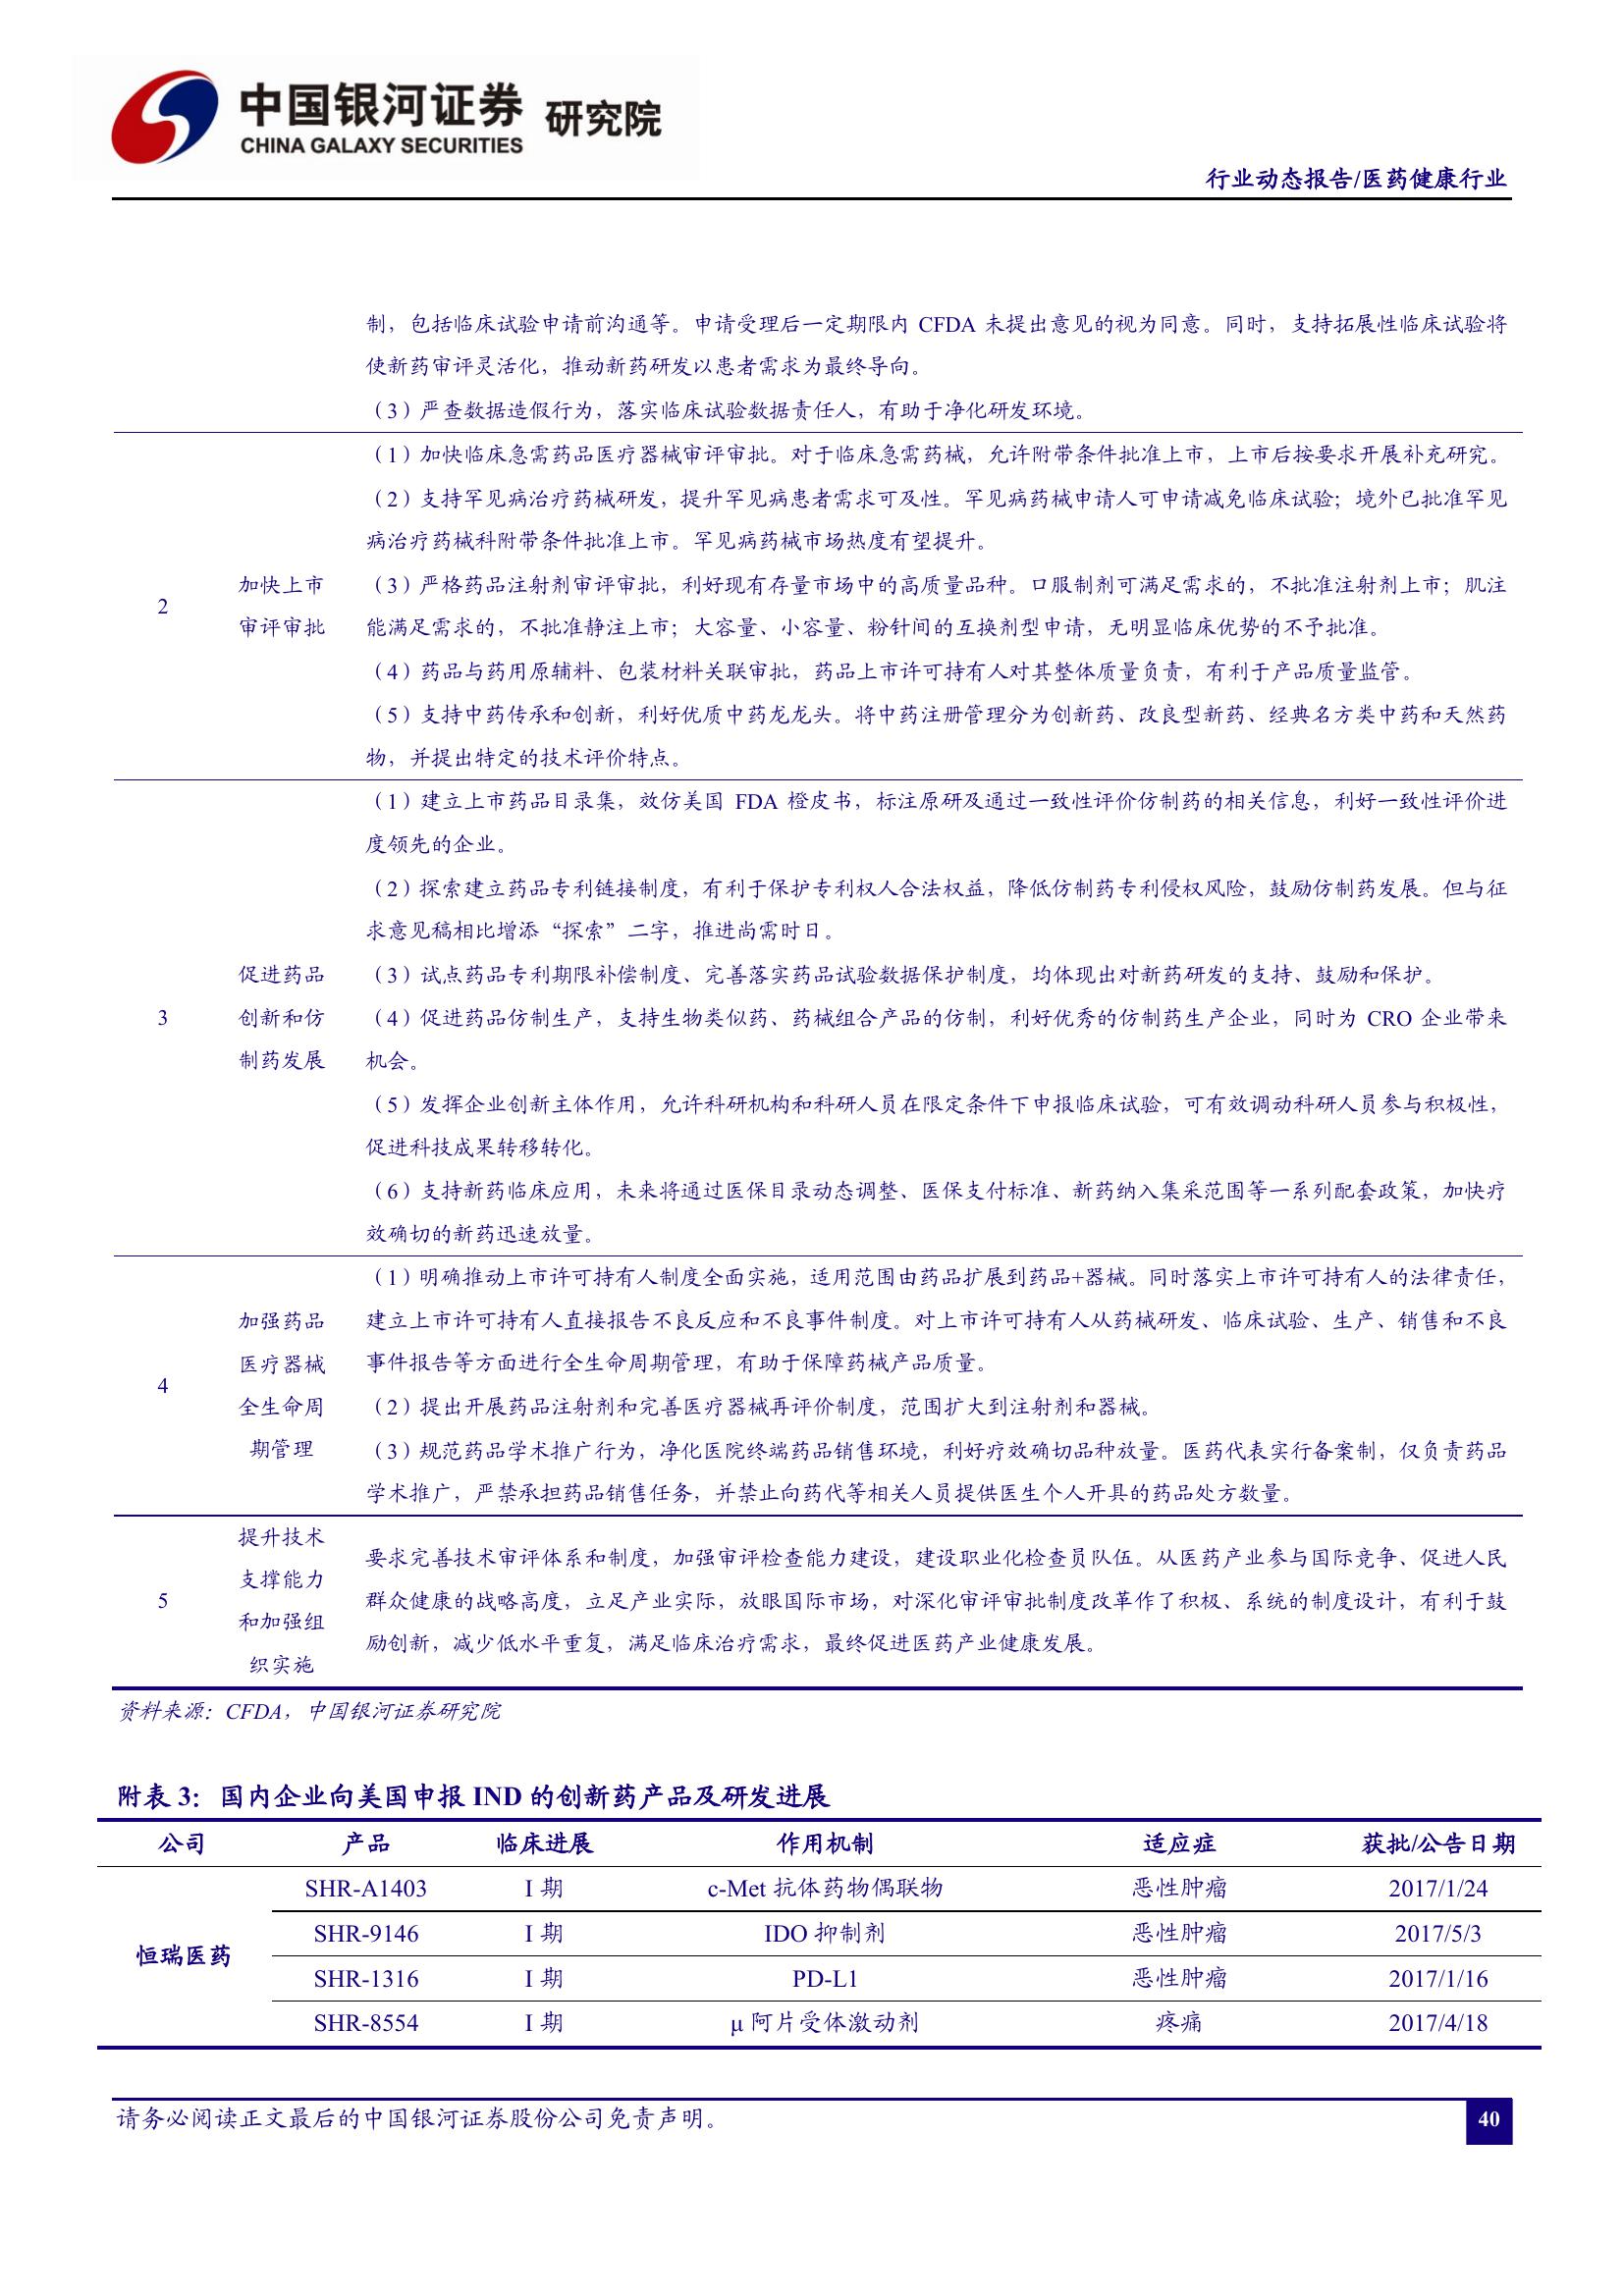 中国银河证券 研究院
CHINA GALAXY SECURITIES
行业动态报告/医药健康行业
制，包括临床试验申请前沟通等。申请受理后一定期限内 CFDA 未提出意见的视为同意。同时，支持拓展性临床试验将
使新药审评灵活化，推动新药研发以患者需求为最终导向。
（3）严查数据造假行为，落实临床试验数据责任人，有助于净化研发环境。
2
加快上市
审评审批
（1）加快临床急需药品医疗器械审评审批。对于临床急需药械，允许附带条件批准上市，上市后按要求开展补充研究。
（2）支持罕见病治疗药械研发，提升罕见病患者需求可及性。罕见病药械申请人可申请减免临床试验；境外已批准罕见
病治疗药械科附带条件批准上市。罕见病药械市场热度有望提升。
（3）严格药品注射剂审评审批，利好现有存量市场中的高质量品种。口服制剂可满足需求的，不批准注射剂上市；肌注
能满足需求的，不批准静注上市；大容量、小容量、粉针间的互换剂型申请，无明显临床优势的不予批准。
（4）药品与药用原辅料、包装材料关联审批，药品上市许可持有人对其整体质量负责，有利于产品质量监管。
（5）支持中药传承和创新，利好优质中药龙龙头。将中药注册管理分为创新药、改良型新药、经典名方类中药和天然药
物，并提出特定的技术评价特点。
3
促进药品
创新和仿
制药发展
（1）建立上市药品目录集，效仿美国 FDA 橙皮书，标注原研及通过一致性评价仿制药的相关信息，利好一致性评价进
度领先的企业。
（2）探索建立药品专利链接制度，有利于保护专利权人合法权益，降低仿制药专利侵权风险，鼓励仿制药发展。但与征
求意见稿相比增添“探索”二字，推进尚需时日。
（3）试点药品专利期限补偿制度、完善落实药品试验数据保护制度，均体现出对新药研发的支持、鼓励和保护。
（4）促进药品仿制生产，支持生物类似药、药械组合产品的仿制，利好优秀的仿制药生产企业，同时为 CRO 企业带来
机会。
（5）发挥企业创新主体作用，允许科研机构和科研人员在限定条件下申报临床试验，可有效调动科研人员参与积极性，
促进科技成果转移转化。
（6）支持新药临床应用，未来将通过医保目录动态调整、医保支付标准、新药纳入集采范围等一系列配套政策，加快疗
效确切的新药迅速放量。
4
加强药品
医疗器械
全生命周
期管理
（1）明确推动上市许可持有人制度全面实施，适用范围由药品扩展到药品+器械。同时落实上市许可持有人的法律责任，
建立上市许可持有人直接报告不良反应和不良事件制度。对上市许可持有人从药械研发、临床试验、生产、销售和不良
事件报告等方面进行全生命周期管理，有助于保障药械产品质量。
（2）提出开展药品注射剂和完善医疗器械再评价制度，范围扩大到注射剂和器械。
（3）规范药品学术推广行为，净化医院终端药品销售环境，利好疗效确切品种放量。医药代表实行备案制，仅负责药品
学术推广，严禁承担药品销售任务，并禁止向药代等相关人员提供医生个人开具的药品处方数量。
5
提升技术
支撑能力
和加强组
织实施
要求完善技术审评体系和制度，加强审评检查能力建设，建设职业化检查员队伍。从医药产业参与国际竞争、促进人民
群众健康的战略高度，立足产业实际，放眼国际市场，对深化审评审批制度改革作了积极、系统的制度设计，有利于鼓
励创新，减少低水平重复，满足临床治疗需求，最终促进医药产业健康发展。
资料来源：CFDA，中国银河证券研究院
附表 3：国内企业向美国申报 IND 的创新药产品及研发进展
公司 产品 临床进展 作用机制 适应症 获批/公告日期
恒瑞医药
SHR-A1403 I 期 c-Met 抗体药物偶联物 恶性肿瘤 2017/1/24
SHR-9146 I 期 IDO 抑制剂 恶性肿瘤 2017/5/3
SHR-1316 I 期 PD-L1 恶性肿瘤 2017/1/16
SHR-8554 I 期 μ 阿片受体激动剂 疼痛 2017/4/18
请务必阅读正文最后的中国银河证券股份公司免责声明。
40